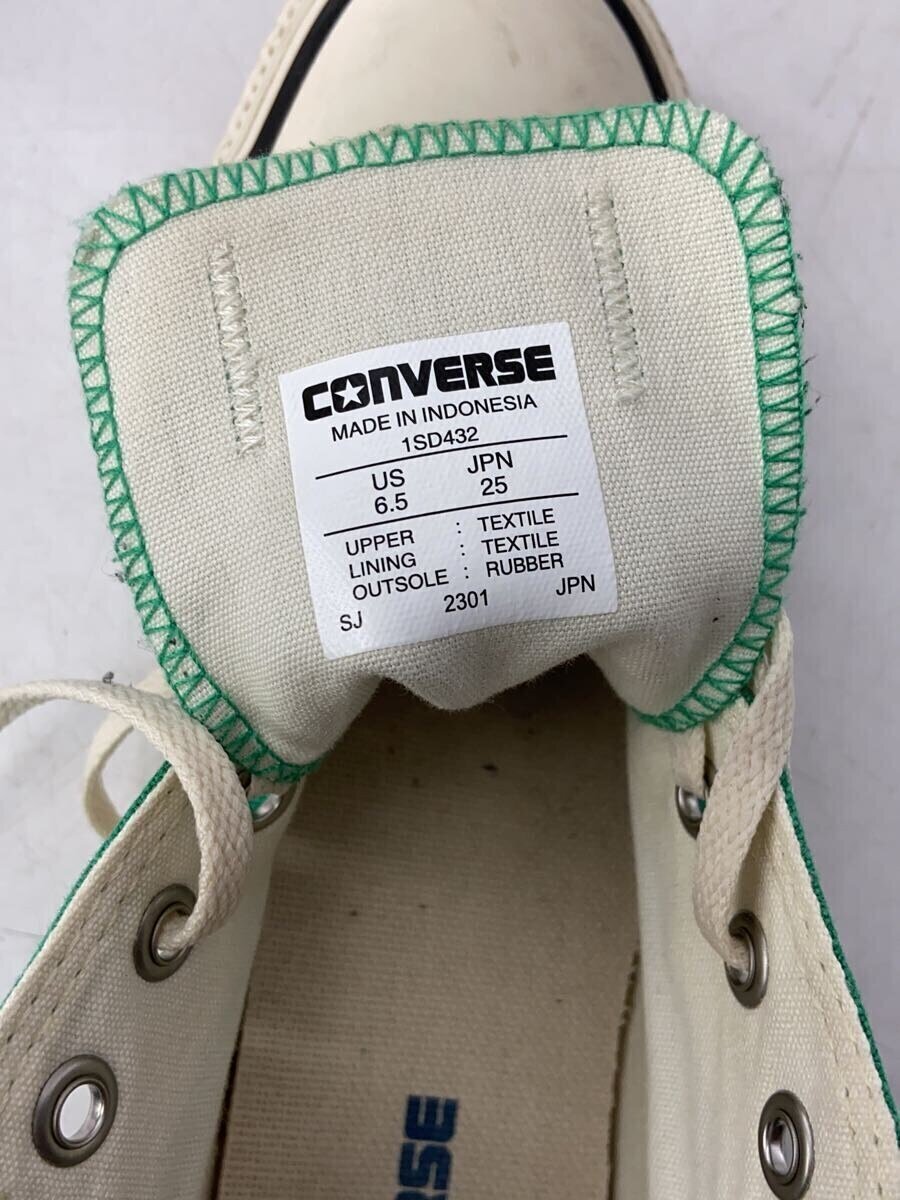 CONVERSE
MADE IN INDONESIA
1SD432
US JPN
6.5 25
UPPER : TEXTILE
LINING : TEXTILE
OUTSOLE : RUBBER
SJ 2301 JPN
RSE